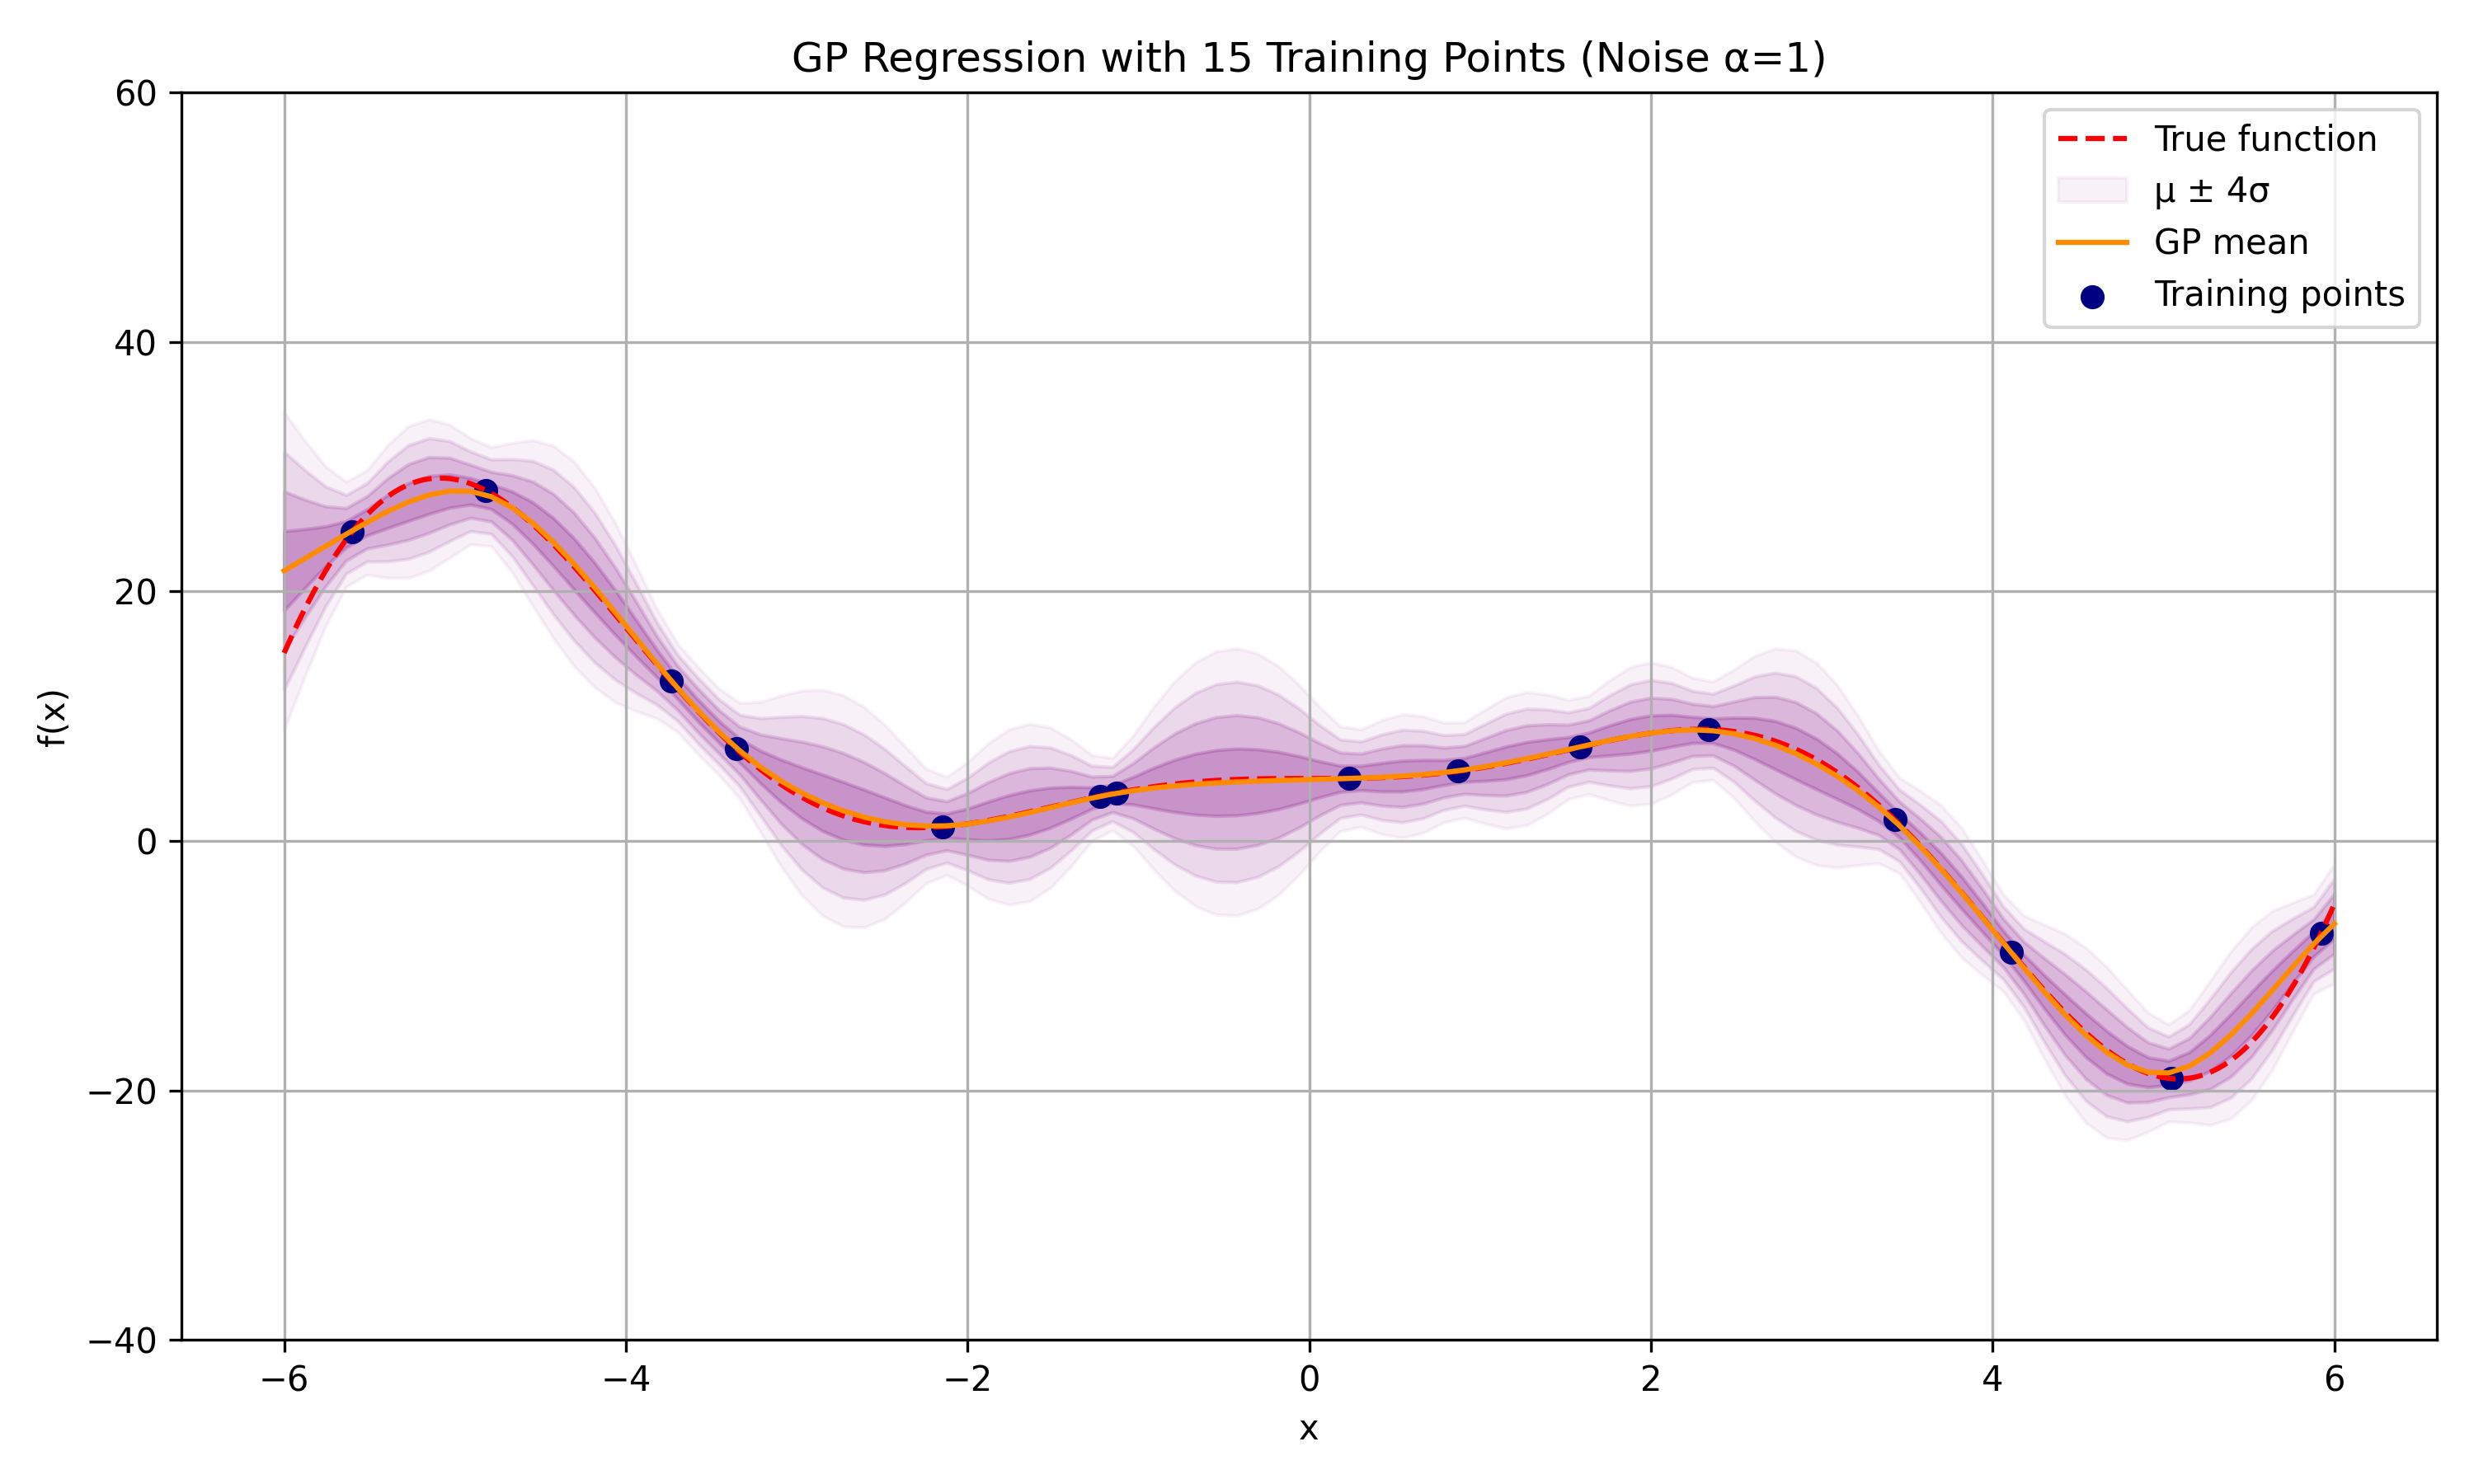 GP Regression with 15 Training Points (Noise α=1)
60
40
20
0
−20
−40
f(x)
−6
−4
−2
0
2
4
6
x
True function
μ ± 4σ
GP mean
Training points